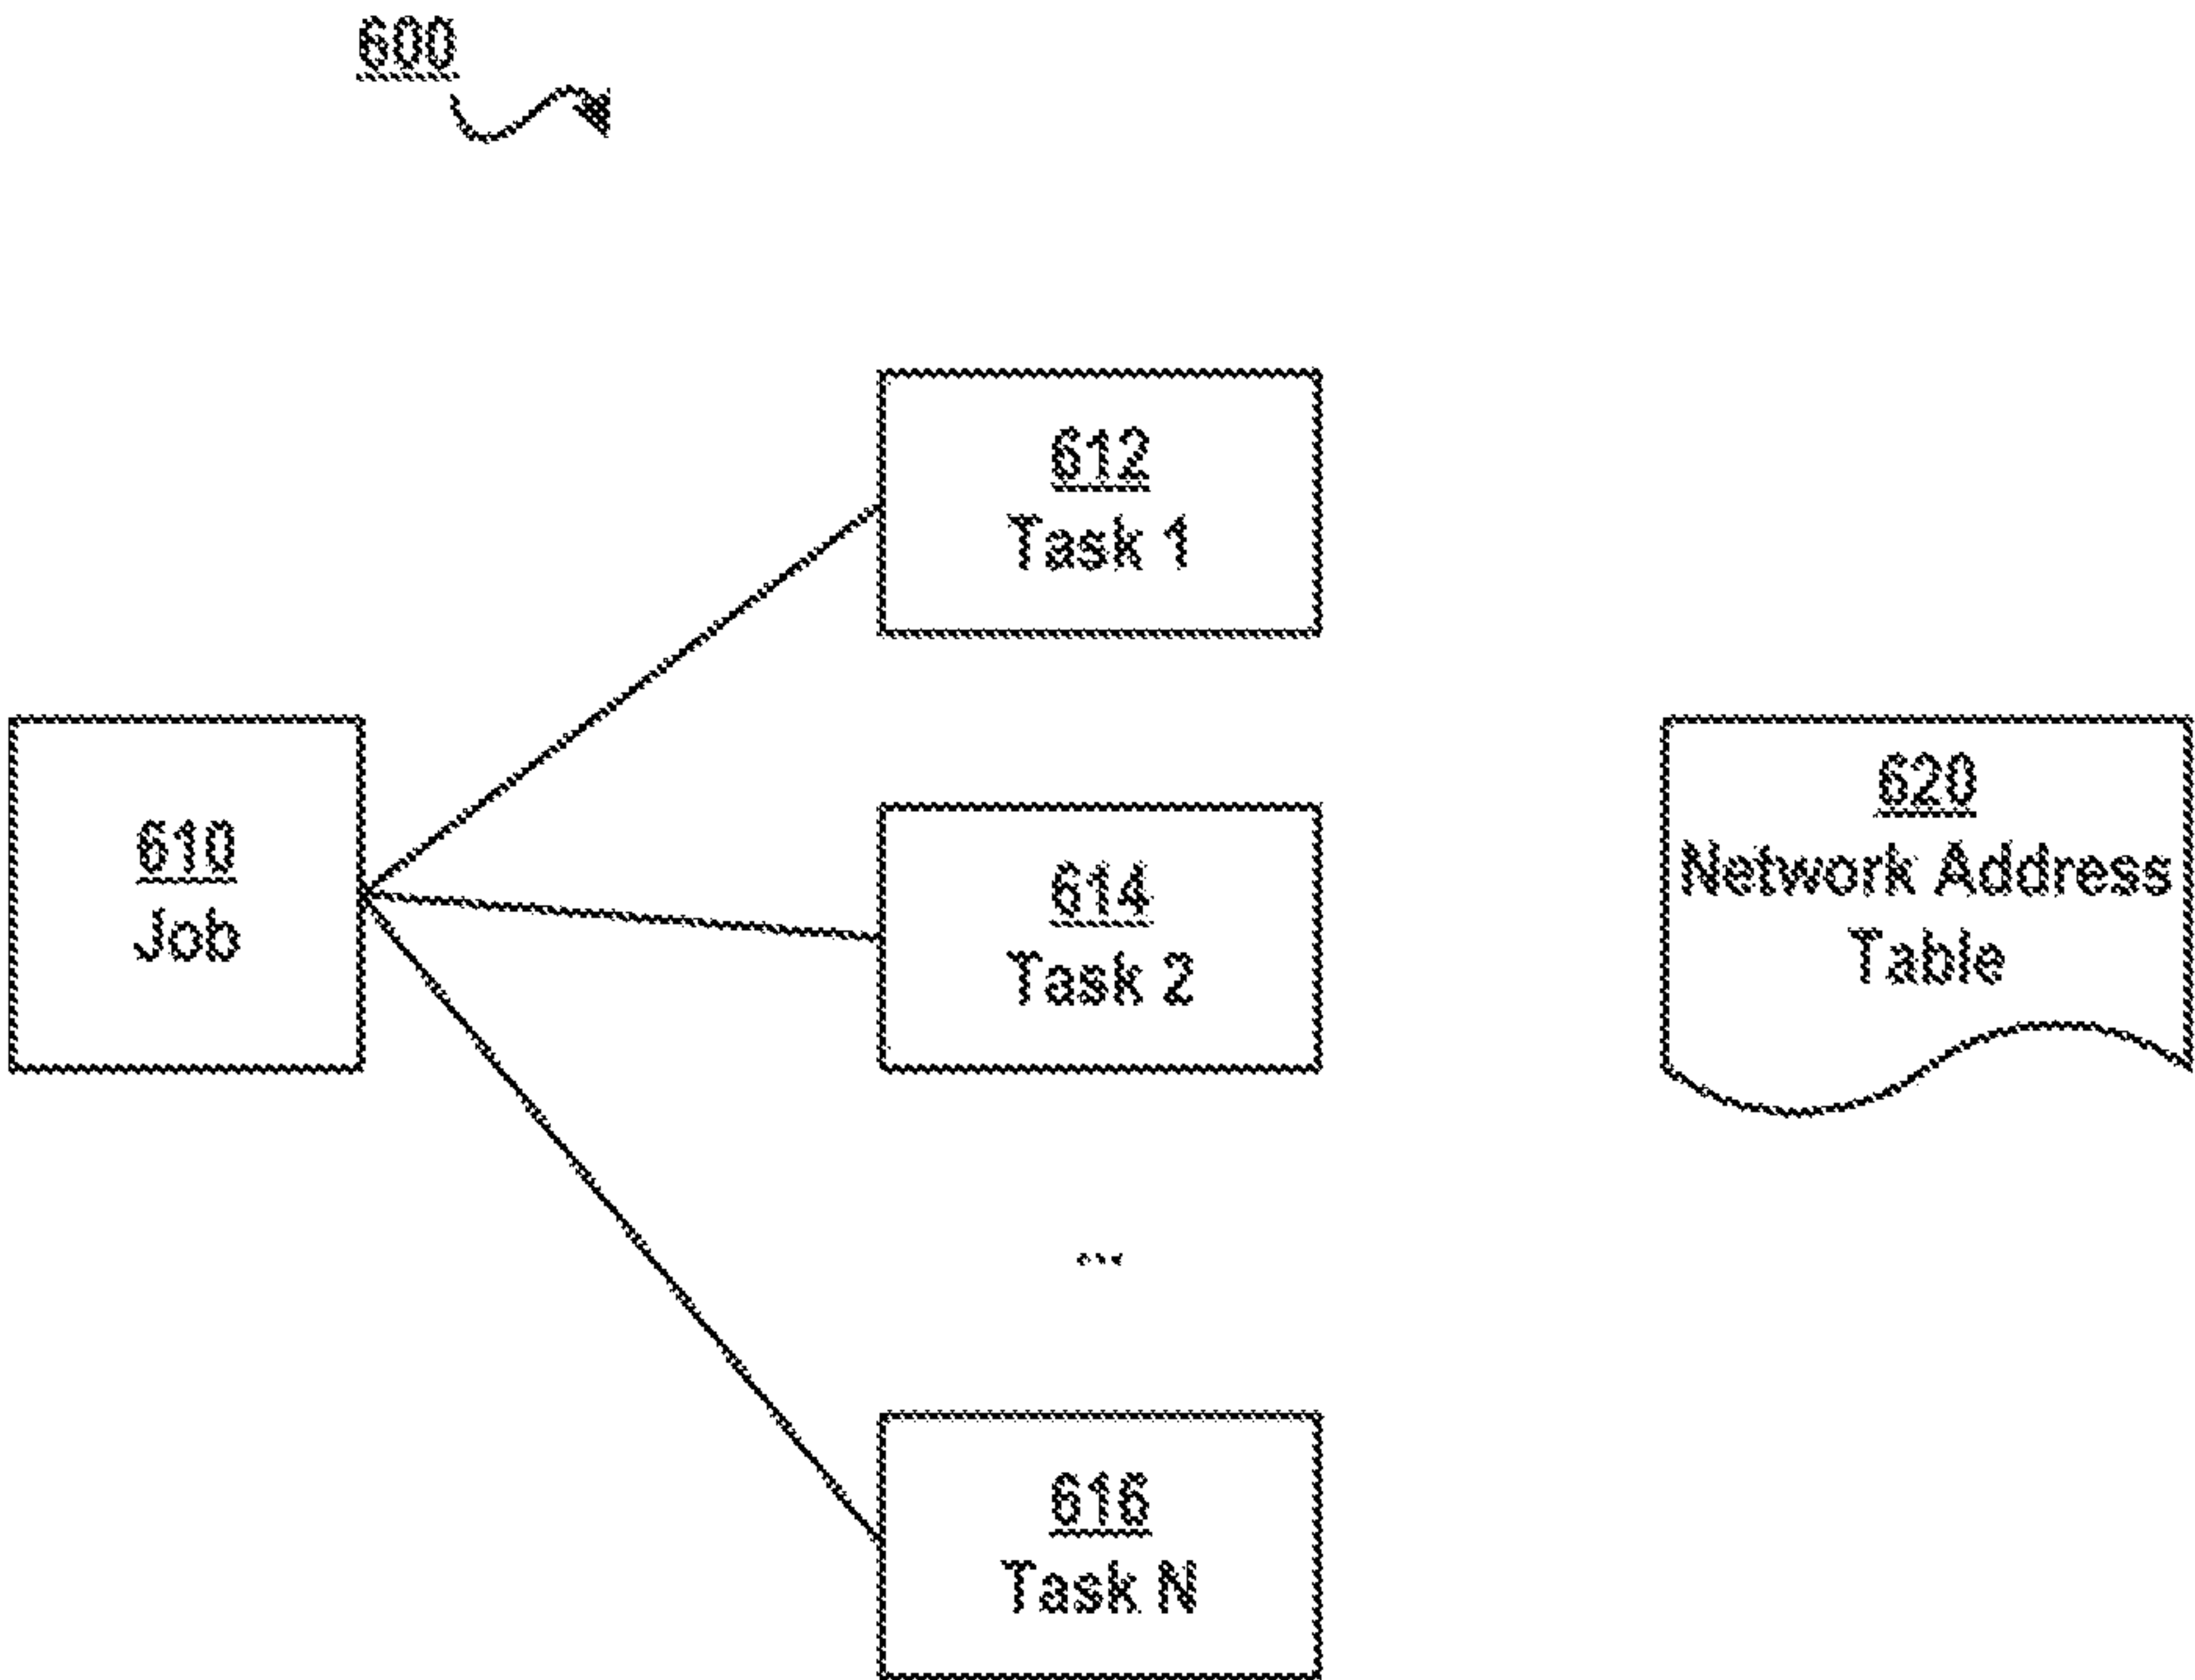 600
612
Task 1
610
Job
614
Task 2
620
Network Address
Table
...
616
Task N